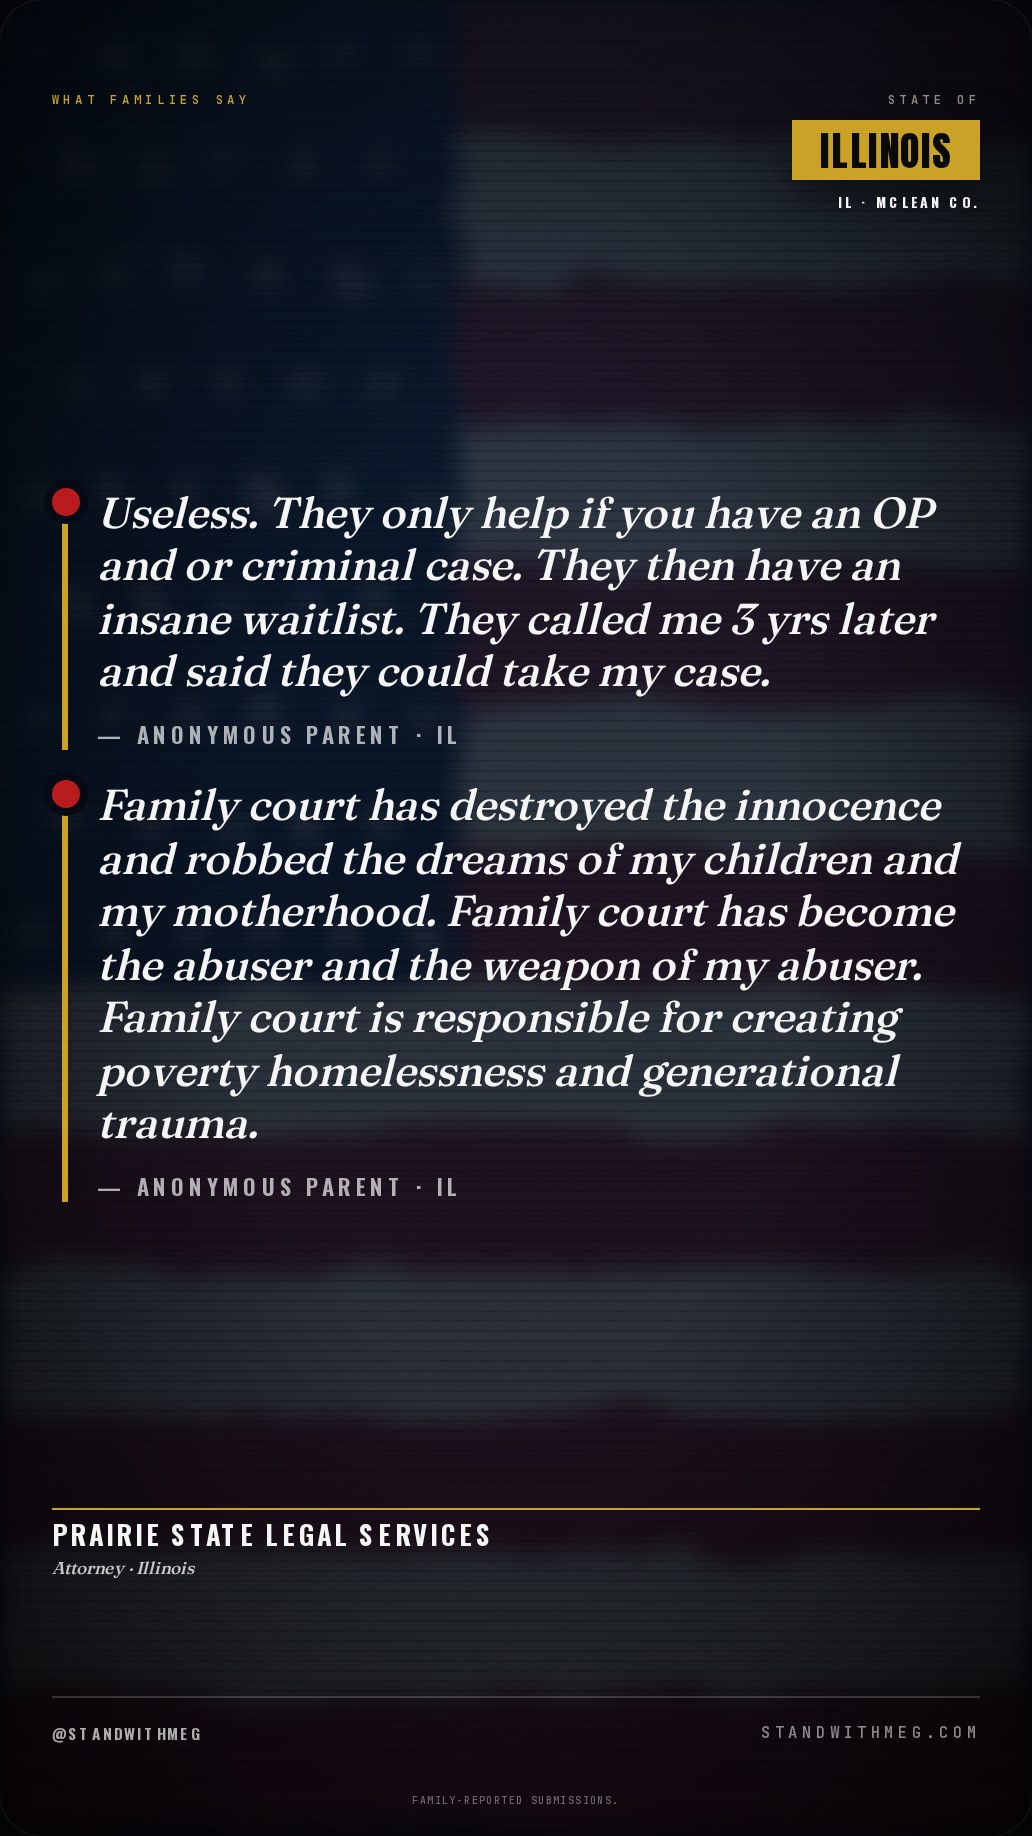 WHAT FAMILIES SAY
STATE OF
ILLINOIS
IL · MCLEAN CO.
Useless. They only help if you have an OP
and or criminal case. They then have an
insane waitlist. They called me 3 yrs later
and said they could take my case.
— ANONYMOUS PARENT · IL
Family court has destroyed the innocence
and robbed the dreams of my children and
my motherhood. Family court has become
the abuser and the weapon of my abuser.
Family court is responsible for creating
poverty homelessness and generational
trauma.
— ANONYMOUS PARENT · IL
PRAIRIE STATE LEGAL SERVICES
Attorney · Illinois
@STANDWITHMEG
STANDWITHMEG.COM
FAMILY-REPORTED SUBMISSIONS.